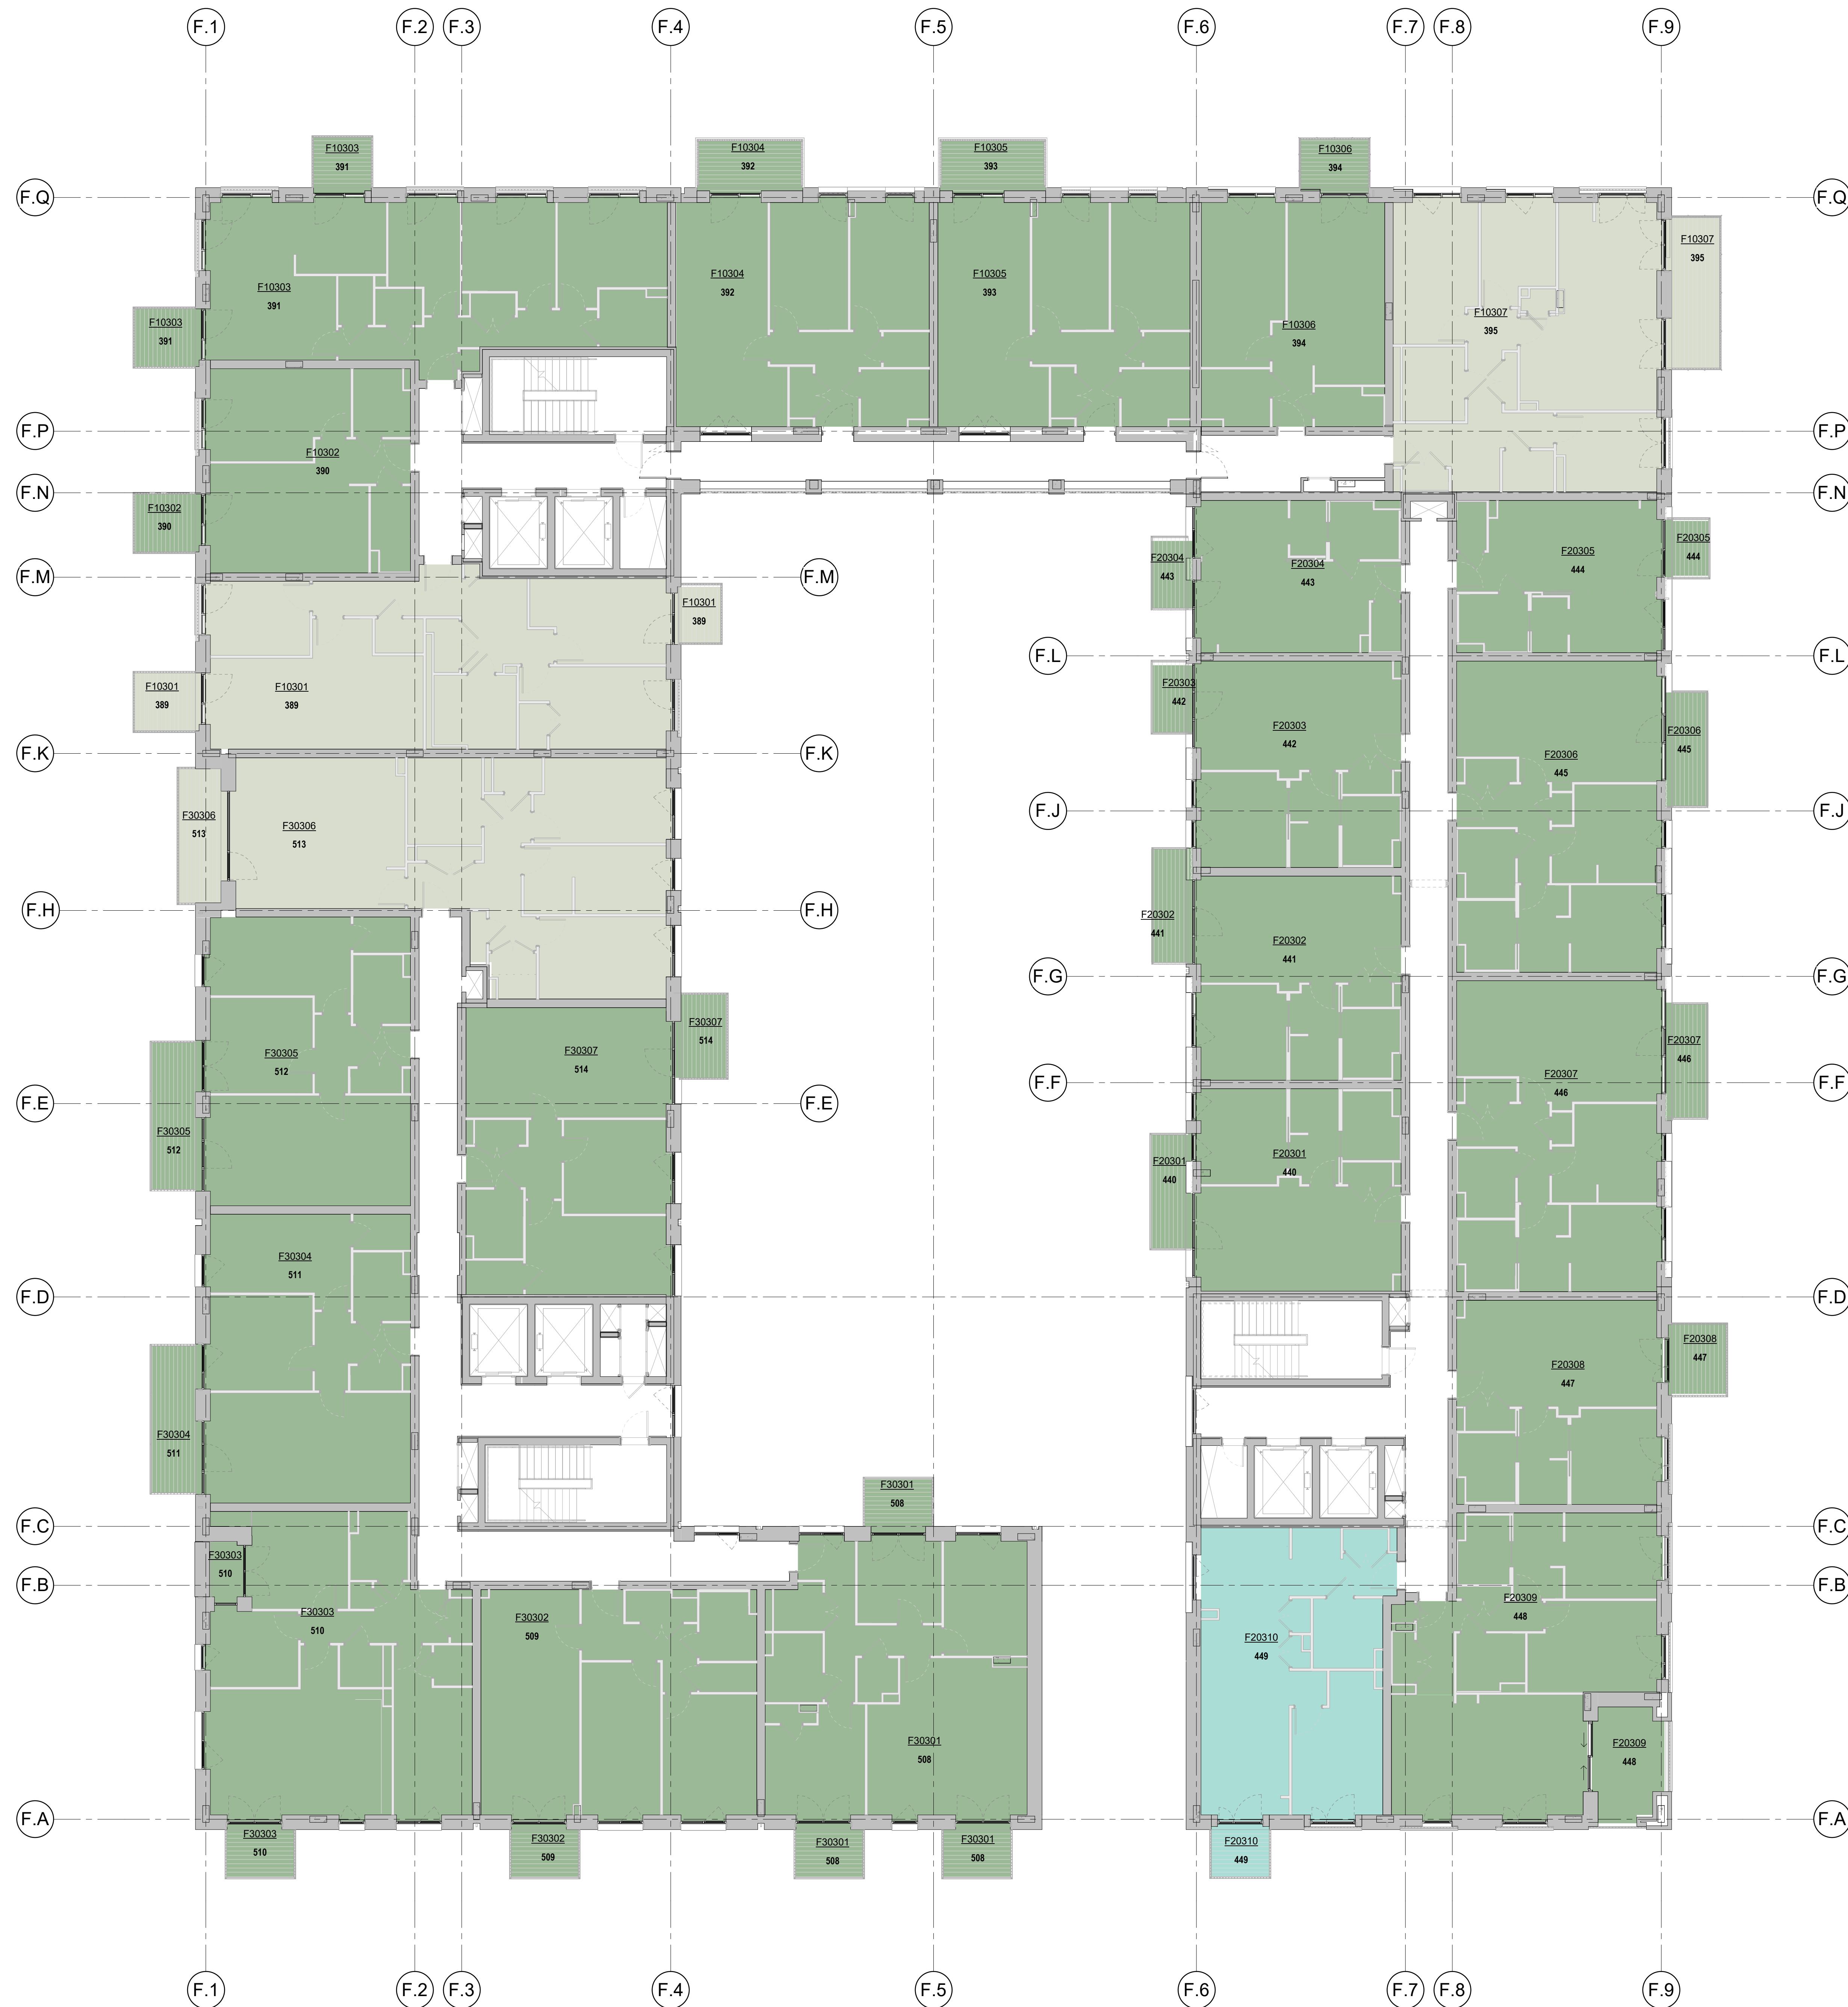 F.1
F.2
F.3
F.4
F.5
F.6
F.7
F.8
F.9
F10303
391
F10304
392
F10305
393
F10306
394
F.Q
F.Q
F10307
395
F10304
392
F10305
393
F10303
391
F10307
395
F10303
391
F10306
394
F.P
F.P
F10302
390
F.N
F.N
F10302
390
F20305
444
F20304
443
F20304
443
F20305
444
F.M
F.M
F10301
389
F.L
F.L
F10301
389
F10301
389
F20303
442
F20303
442
F20306
445
F.K
F.K
F20306
445
F.J
F.J
F30306
513
F30306
513
F.H
F.H
F20302
441
F20302
441
F.G
F.G
F30307
514
F30305
512
F30307
514
F20307
446
F20307
446
F.F
F.F
F.E
F.E
F30305
512
F20301
440
F20301
440
F30304
511
F.D
F.D
F20308
447
F20308
447
F30304
511
F30301
508
F.C
F.C
F30303
510
F.B
F.B
F30303
510
F30302
509
F20309
448
F20310
449
F30301
508
F20309
448
F.A
F.A
F30303
510
F30302
509
F30301
508
F30301
508
F20310
449
F.1
F.2
F.3
F.4
F.5
F.6
F.7
F.8
F.9